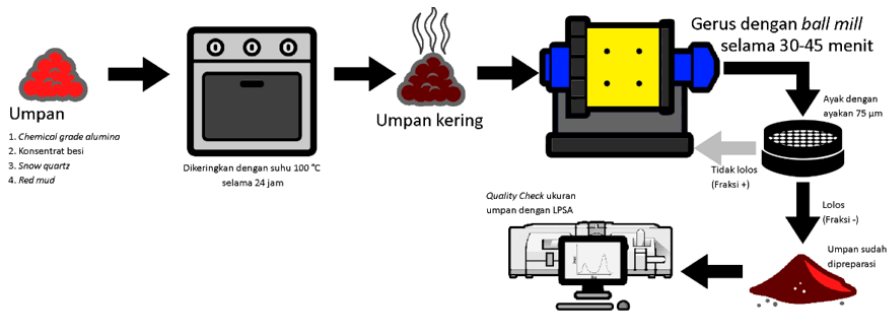 Umpan
1. Chemical grade alumina
2. Konsentrat besi
3. Snow quartz
4. Red mud
Dikeringkan dengan suhu 100 °C
selama 24 jam
Umpan kering
Gerus dengan ball mill
selama 30-45 menit
Ayak dengan
ayakan 75 µm
Tidak lolos
(Fraksi +)
Lolos
(Fraksi -)
Umpan sudah
dipreparasi
Quality Check ukuran
umpan dengan LPSA